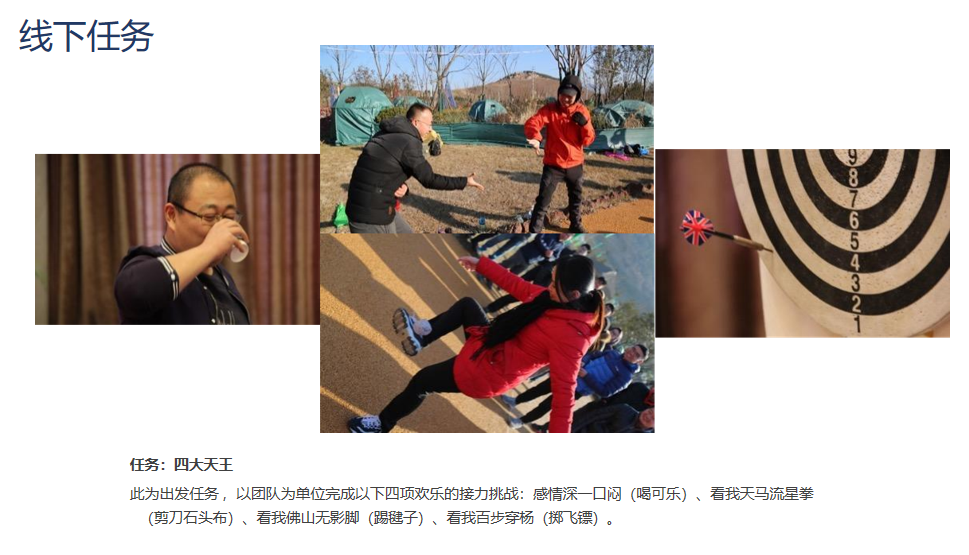 线下任务
9
8
7
6
5
4
3
2
1
任务：四大天王
此为出发任务，以团队为单位完成以下四项欢乐的接力挑战：感情深一口闷（喝可乐）、看我天马流星拳
（剪刀石头布）、看我佛山无影脚（踢毽子）、看我百步穿杨（掷飞镖）。